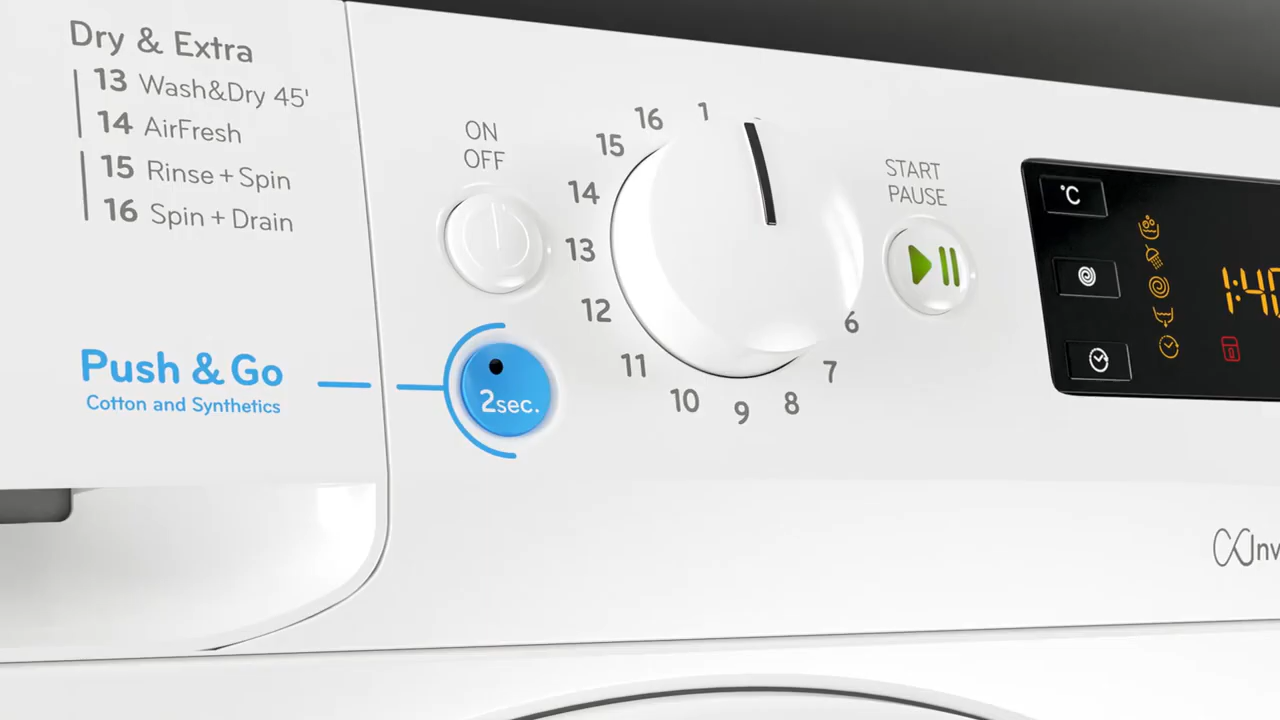 Dry & Extra
13 Wash&Dry 45'
14 AirFresh
15 Rinse + Spin
16 Spin + Drain
Push & Go
Cotton and Synthetics
ON
OFF
2sec.
16
1
15
14
13
12
11
10
9
8
7
6
START
PAUSE
°C